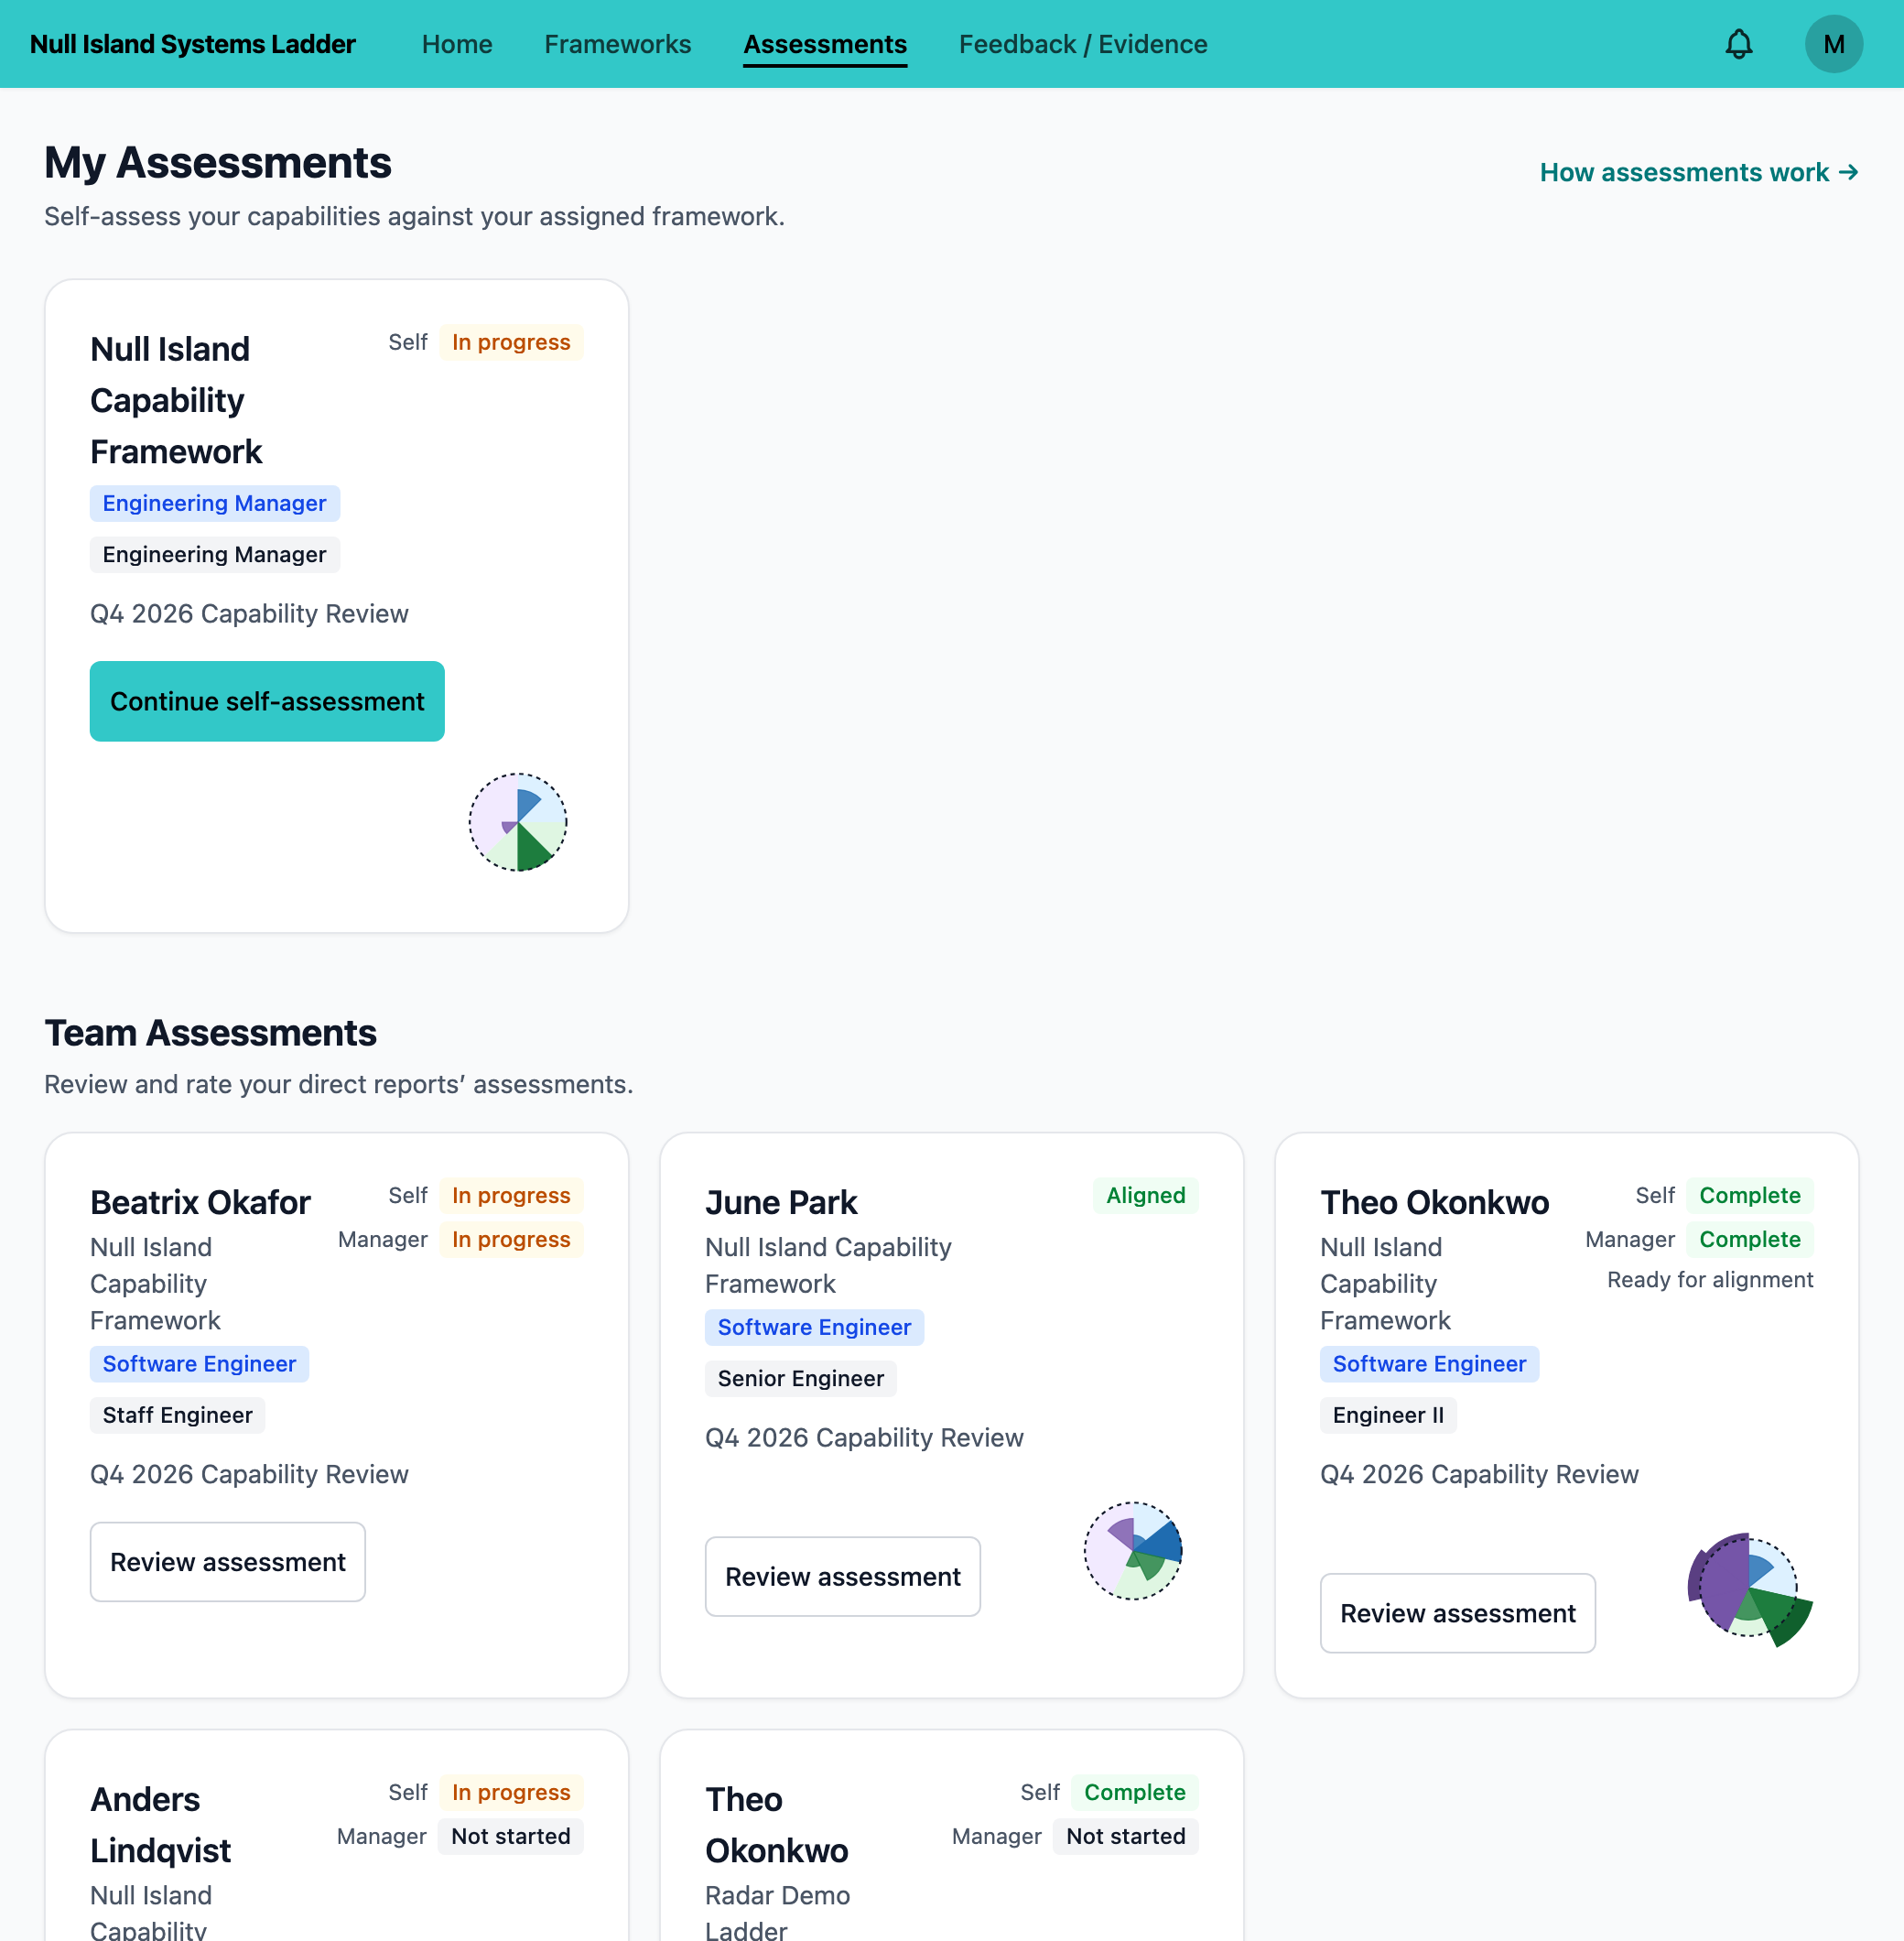 Null Island Systems Ladder Home Frameworks Assessments Feedback / Evidence M
My Assessments
How assessments work →
Self-assess your capabilities against your assigned framework.
Null Island
Capability
Framework
Self In progress
Engineering Manager
Engineering Manager
Q4 2026 Capability Review
Continue self-assessment
Team Assessments
Review and rate your direct reports’ assessments.
Beatrix Okafor
Self In progress
Manager In progress
Null Island
Capability
Framework
Software Engineer
Staff Engineer
Q4 2026 Capability Review
Review assessment
June Park
Aligned
Null Island Capability
Framework
Software Engineer
Senior Engineer
Q4 2026 Capability Review
Review assessment
Theo Okonkwo
Self Complete
Manager Complete
Ready for alignment
Null Island
Capability
Framework
Software Engineer
Engineer II
Q4 2026 Capability Review
Review assessment
Anders
Lindqvist
Self In progress
Manager Not started
Null Island
Capability
Theo
Okonkwo
Self Complete
Manager Not started
Radar Demo
Ladder